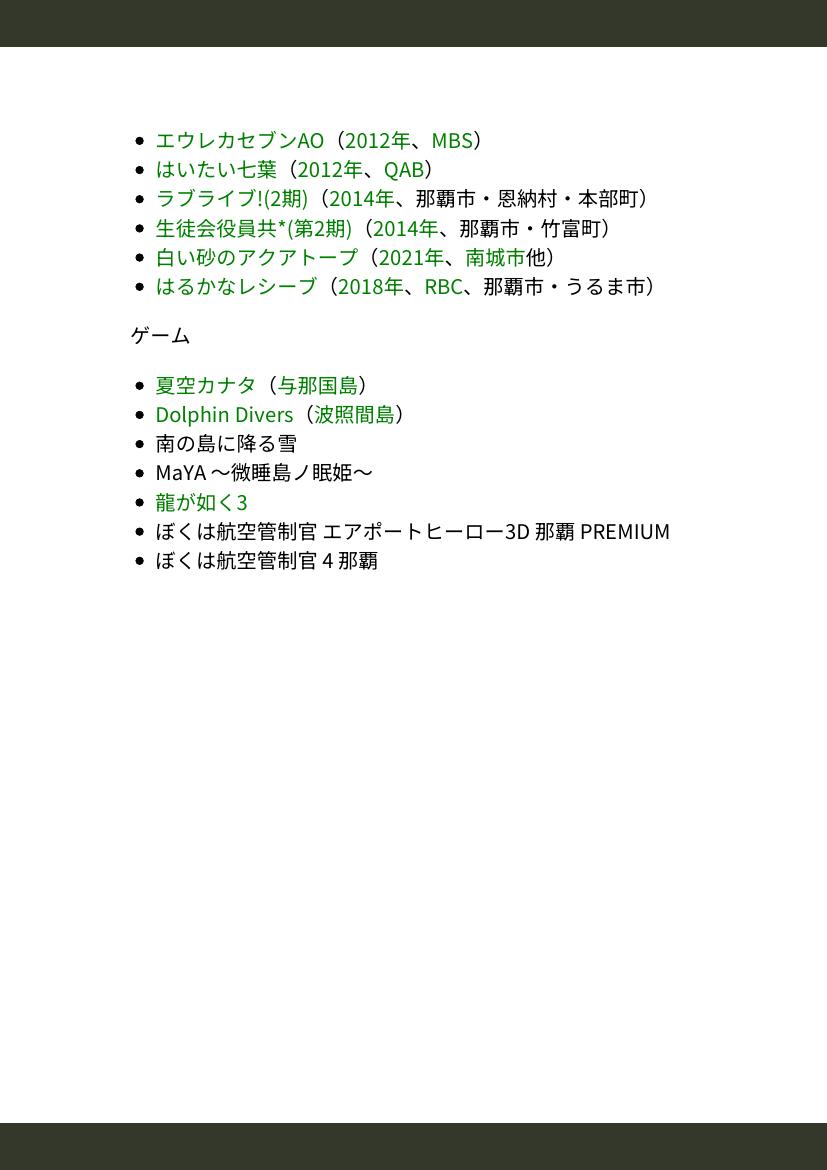 • エウレカセブンAO（2012年、MBS）
• はいたい七葉（2012年、QAB）
• ラブライブ!(2期)（2014年、那覇市・恩納村・本部町）
• 生徒会役員共*(第2期)（2014年、那覇市・竹富町）
• 白い砂のアクアトープ（2021年、南城市他）
• はるかなレシーブ（2018年、RBC、那覇市・うるま市）
ゲーム
• 夏空カナタ（与那国島）
• Dolphin Divers（波照間島）
• 南の島に降る雪
• MaYA 〜微睡島ノ眠姫〜
• 龍が如く3
• ぼくは航空管制官 エアポートヒーロー3D 那覇 PREMIUM
• ぼくは航空管制官 4 那覇